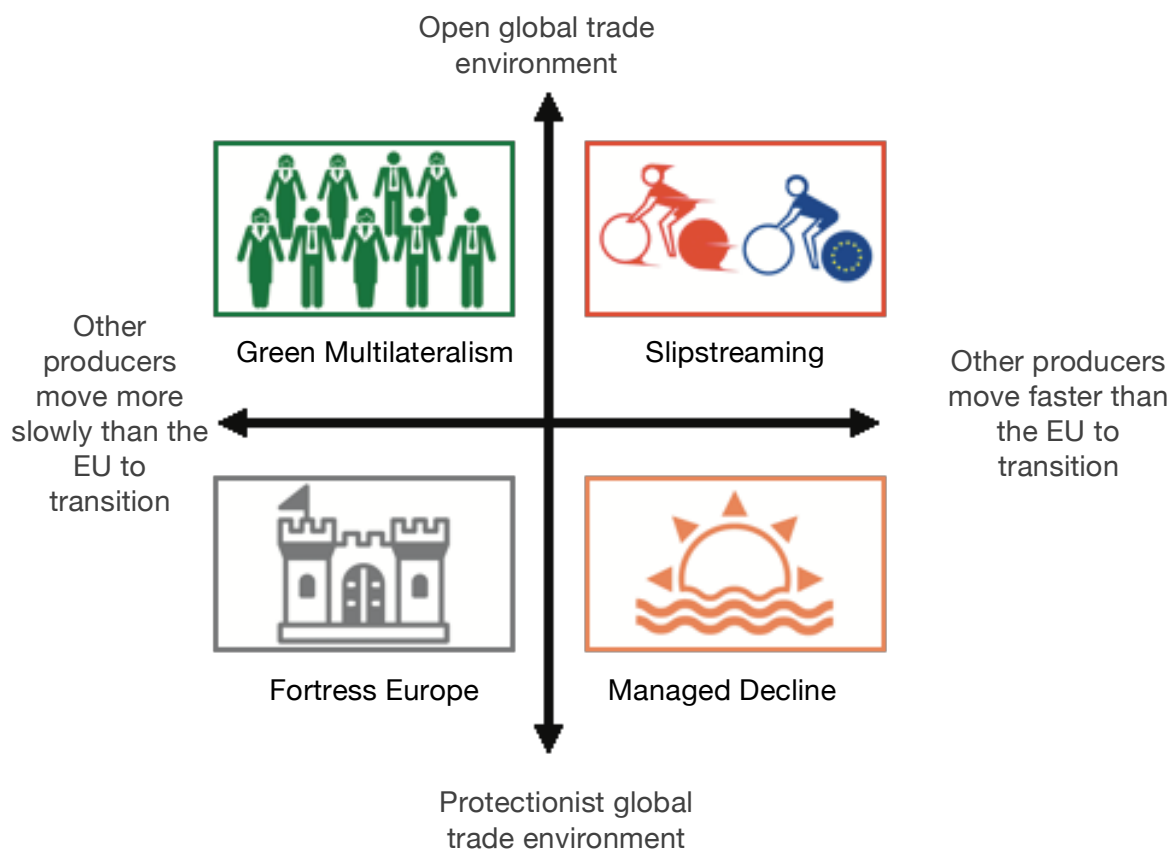 Open global trade
environment
Green Multilateralism
Slipstreaming
Other
producers
move more
slowly than the
EU to
transition
Other producers
move faster than
the EU to
transition
Fortress Europe
Managed Decline
Protectionist global
trade environment